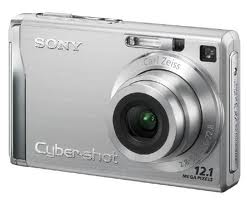 SONY
Carl Zeiss
Cyber-shot
12.1
MEGA PIXELS